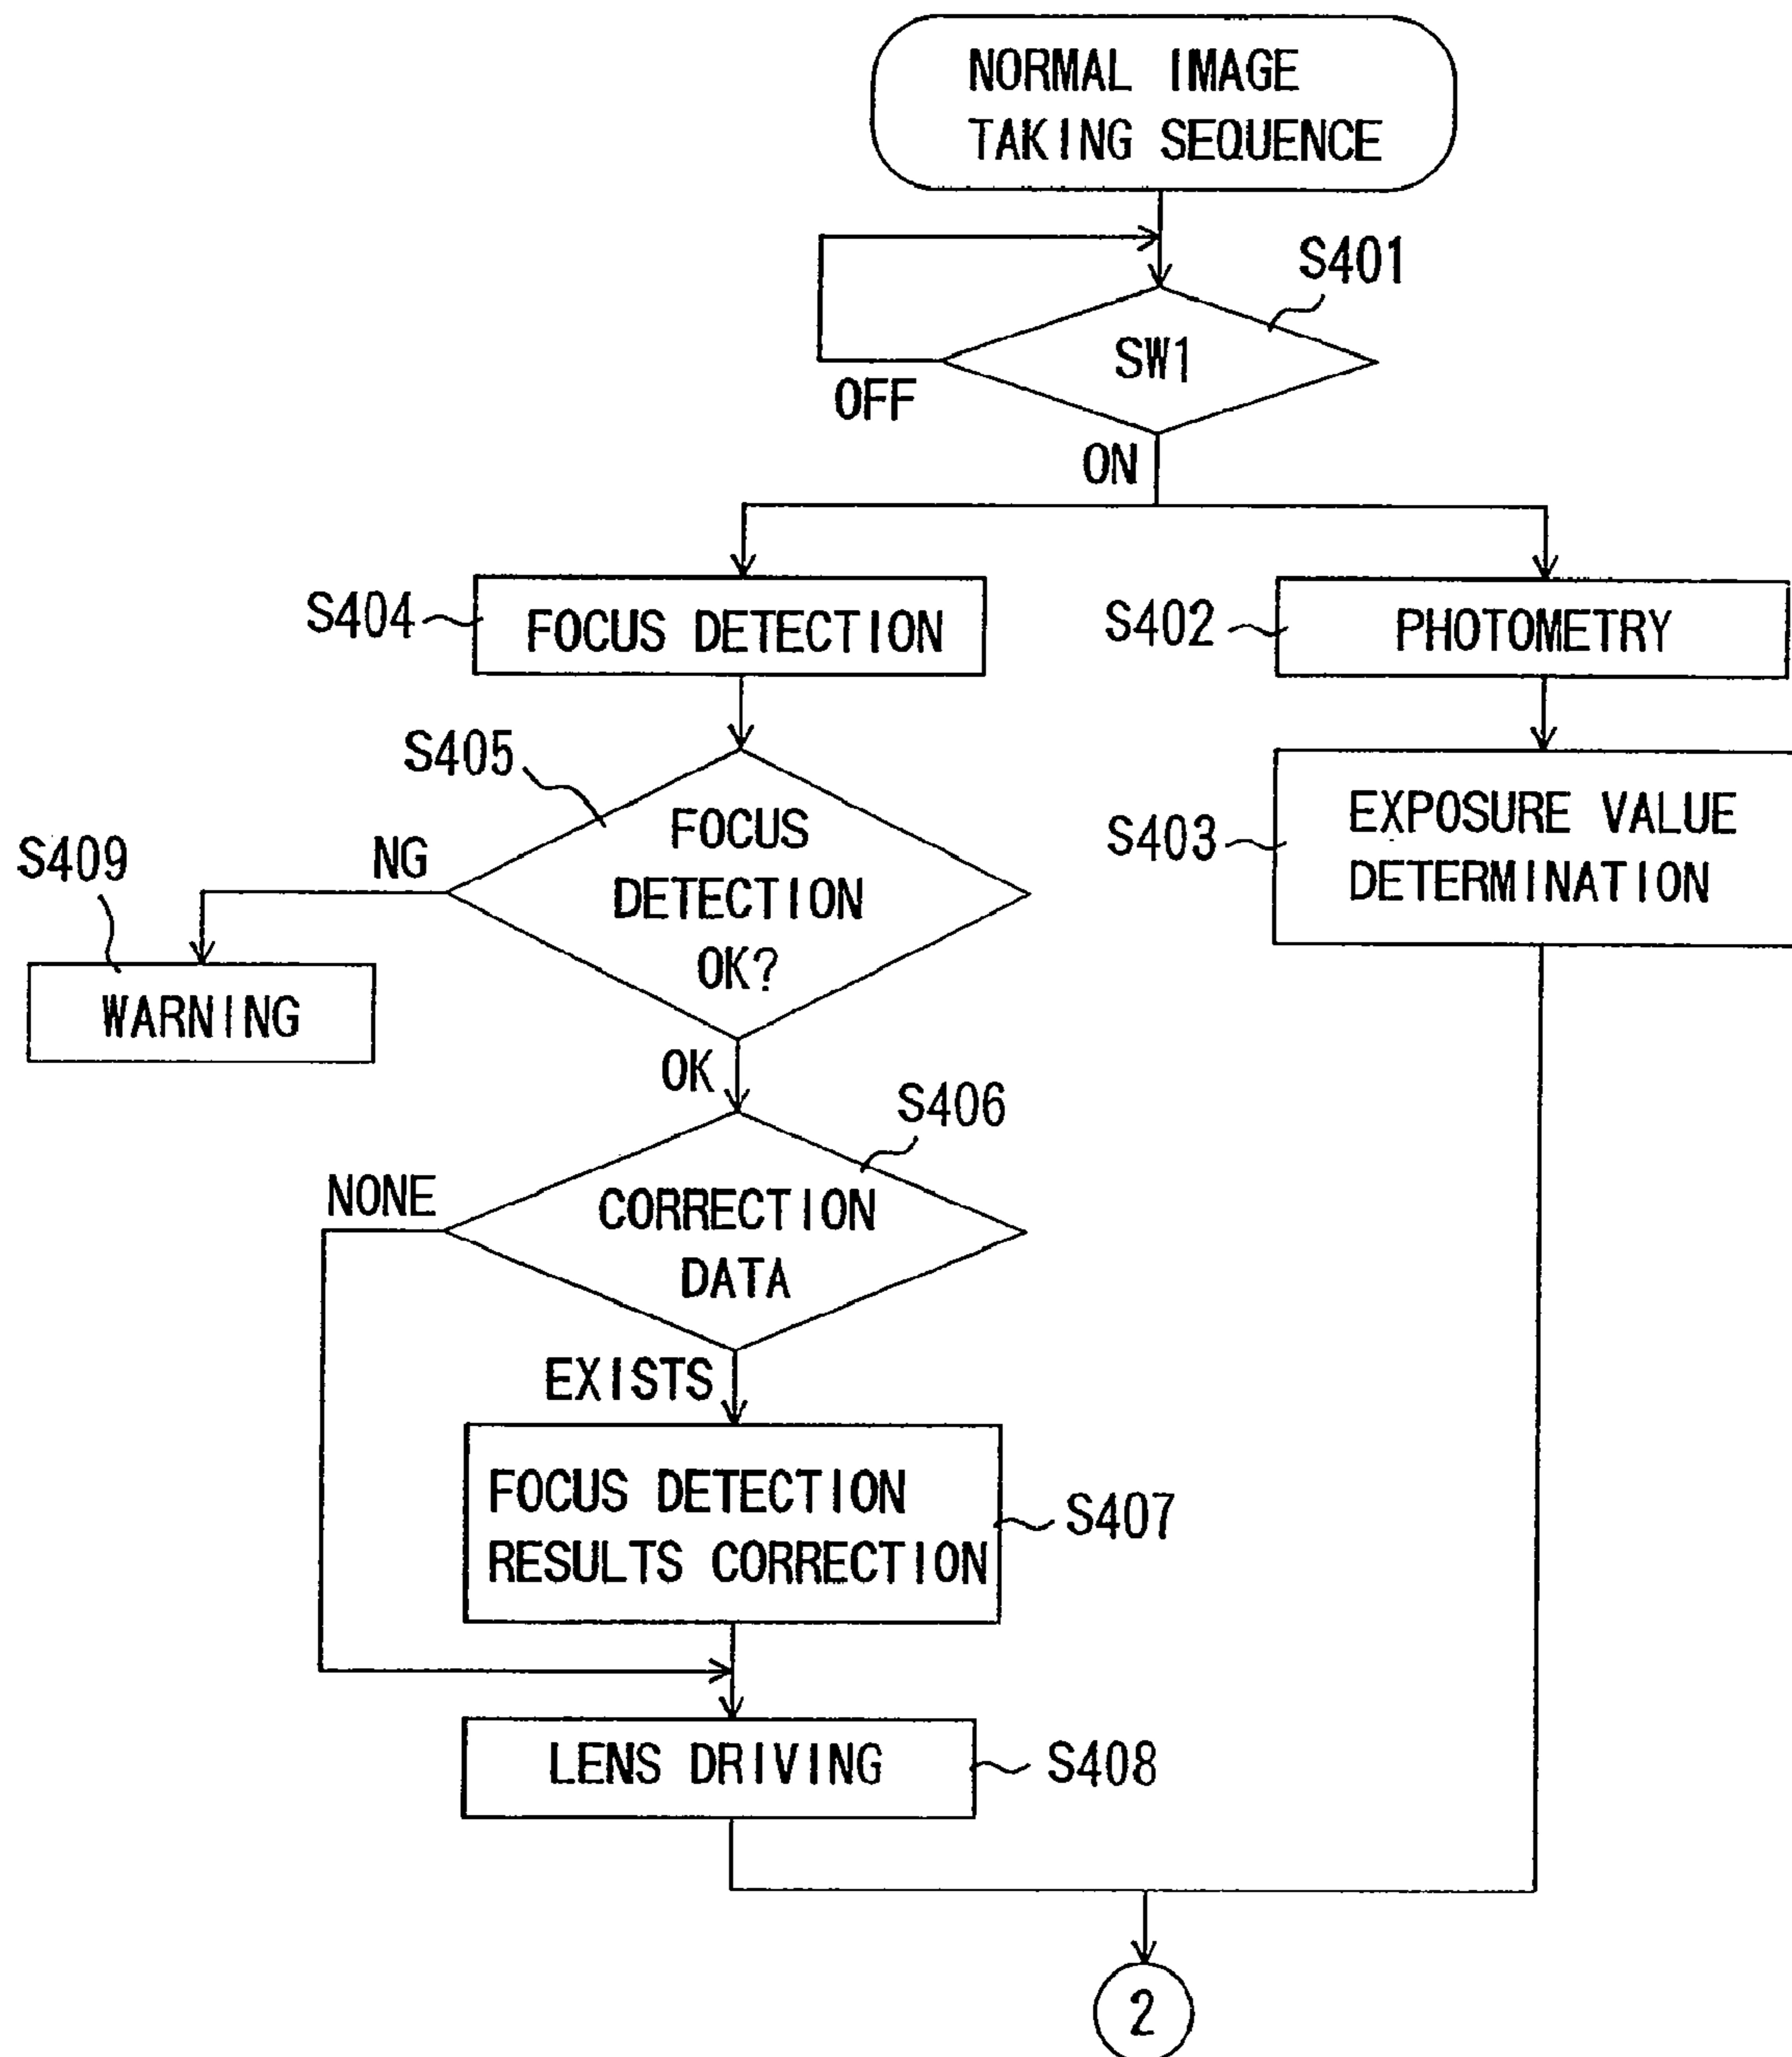 NORMAL IMAGE
TAKING SEQUENCE
S401
SW1
OFF
ON
S404
FOCUS DETECTION
S402
PHOTOMETRY
S405
FOCUS
DETECTION
OK?
NG
S409
WARNING
S403
EXPOSURE VALUE
DETERMINATION
OK
S406
NONE
CORRECTION
DATA
EXISTS
FOCUS DETECTION
RESULTS CORRECTION
S407
LENS DRIVING
S408
2